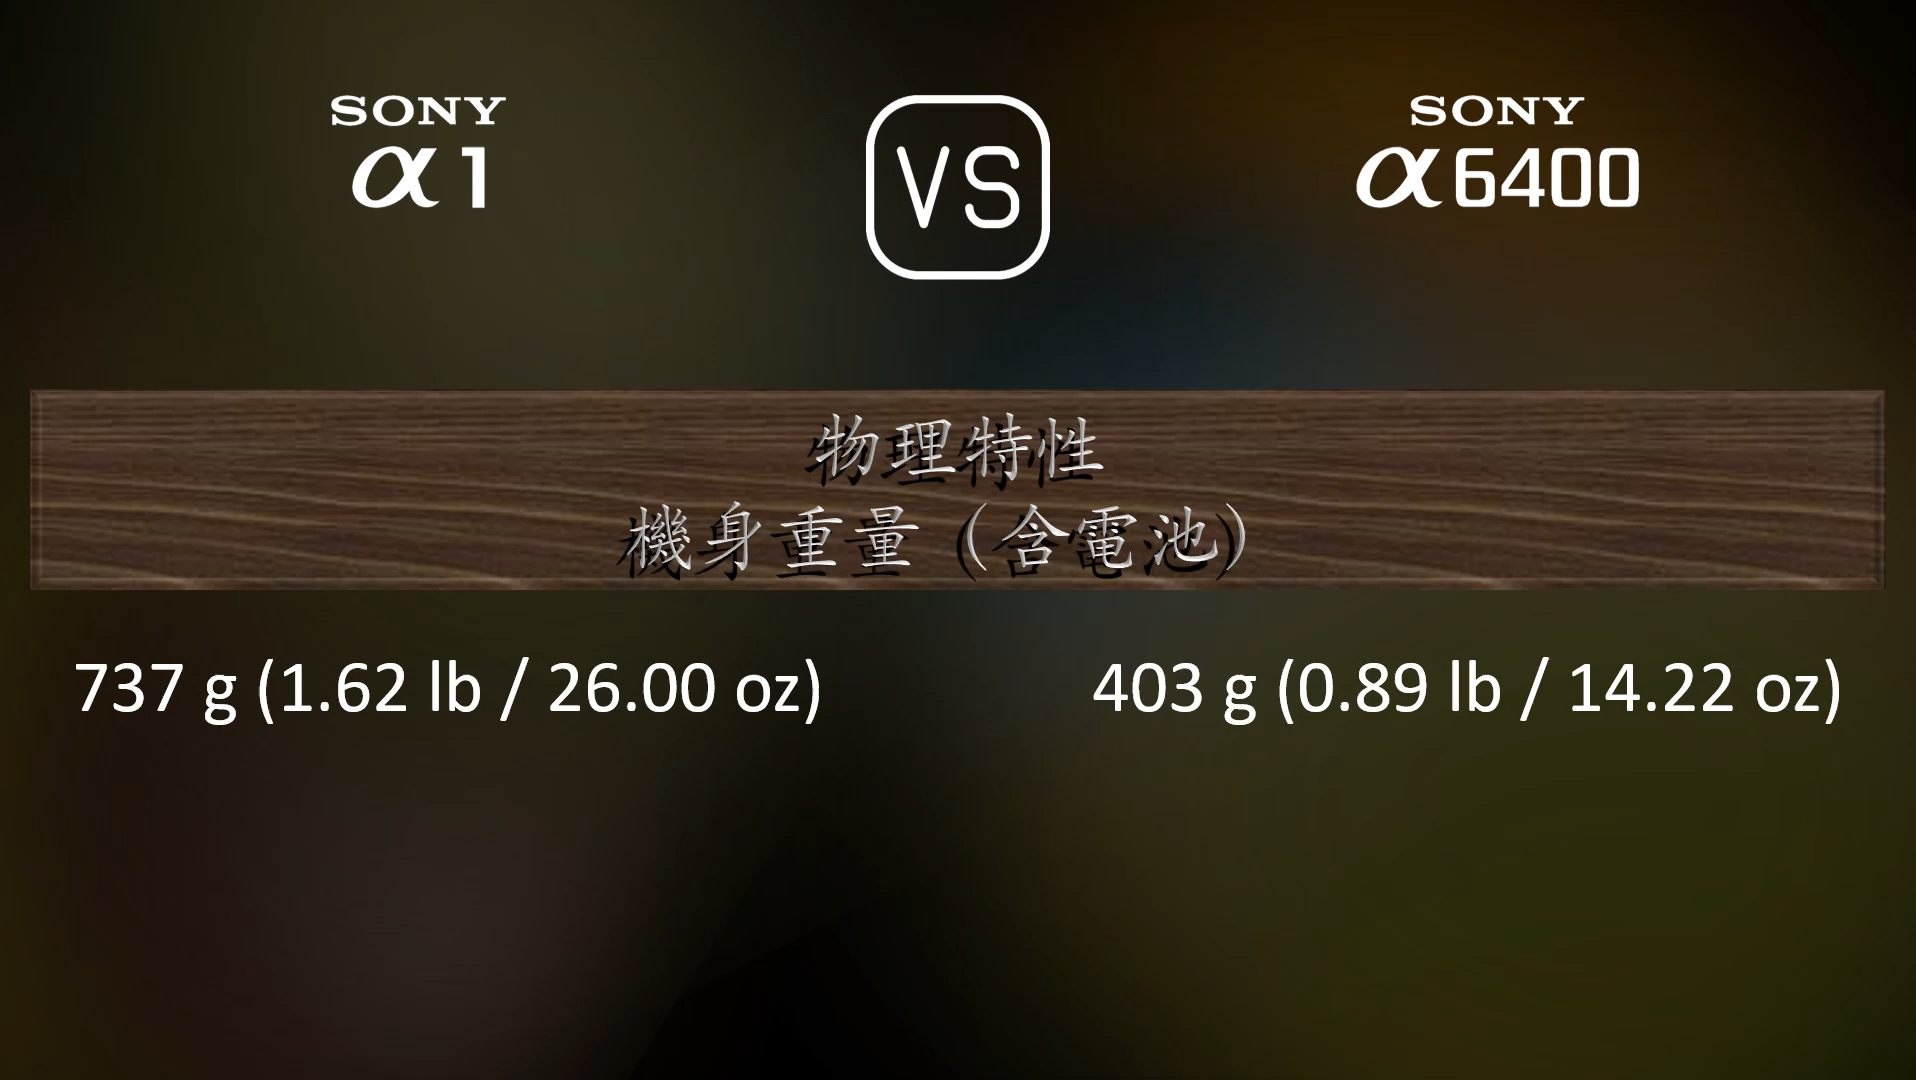 SONY
α1
VS
SONY
α6400
物理特性
機身重量（含電池）
737 g (1.62 lb / 26.00 oz)
403 g (0.89 lb / 14.22 oz)